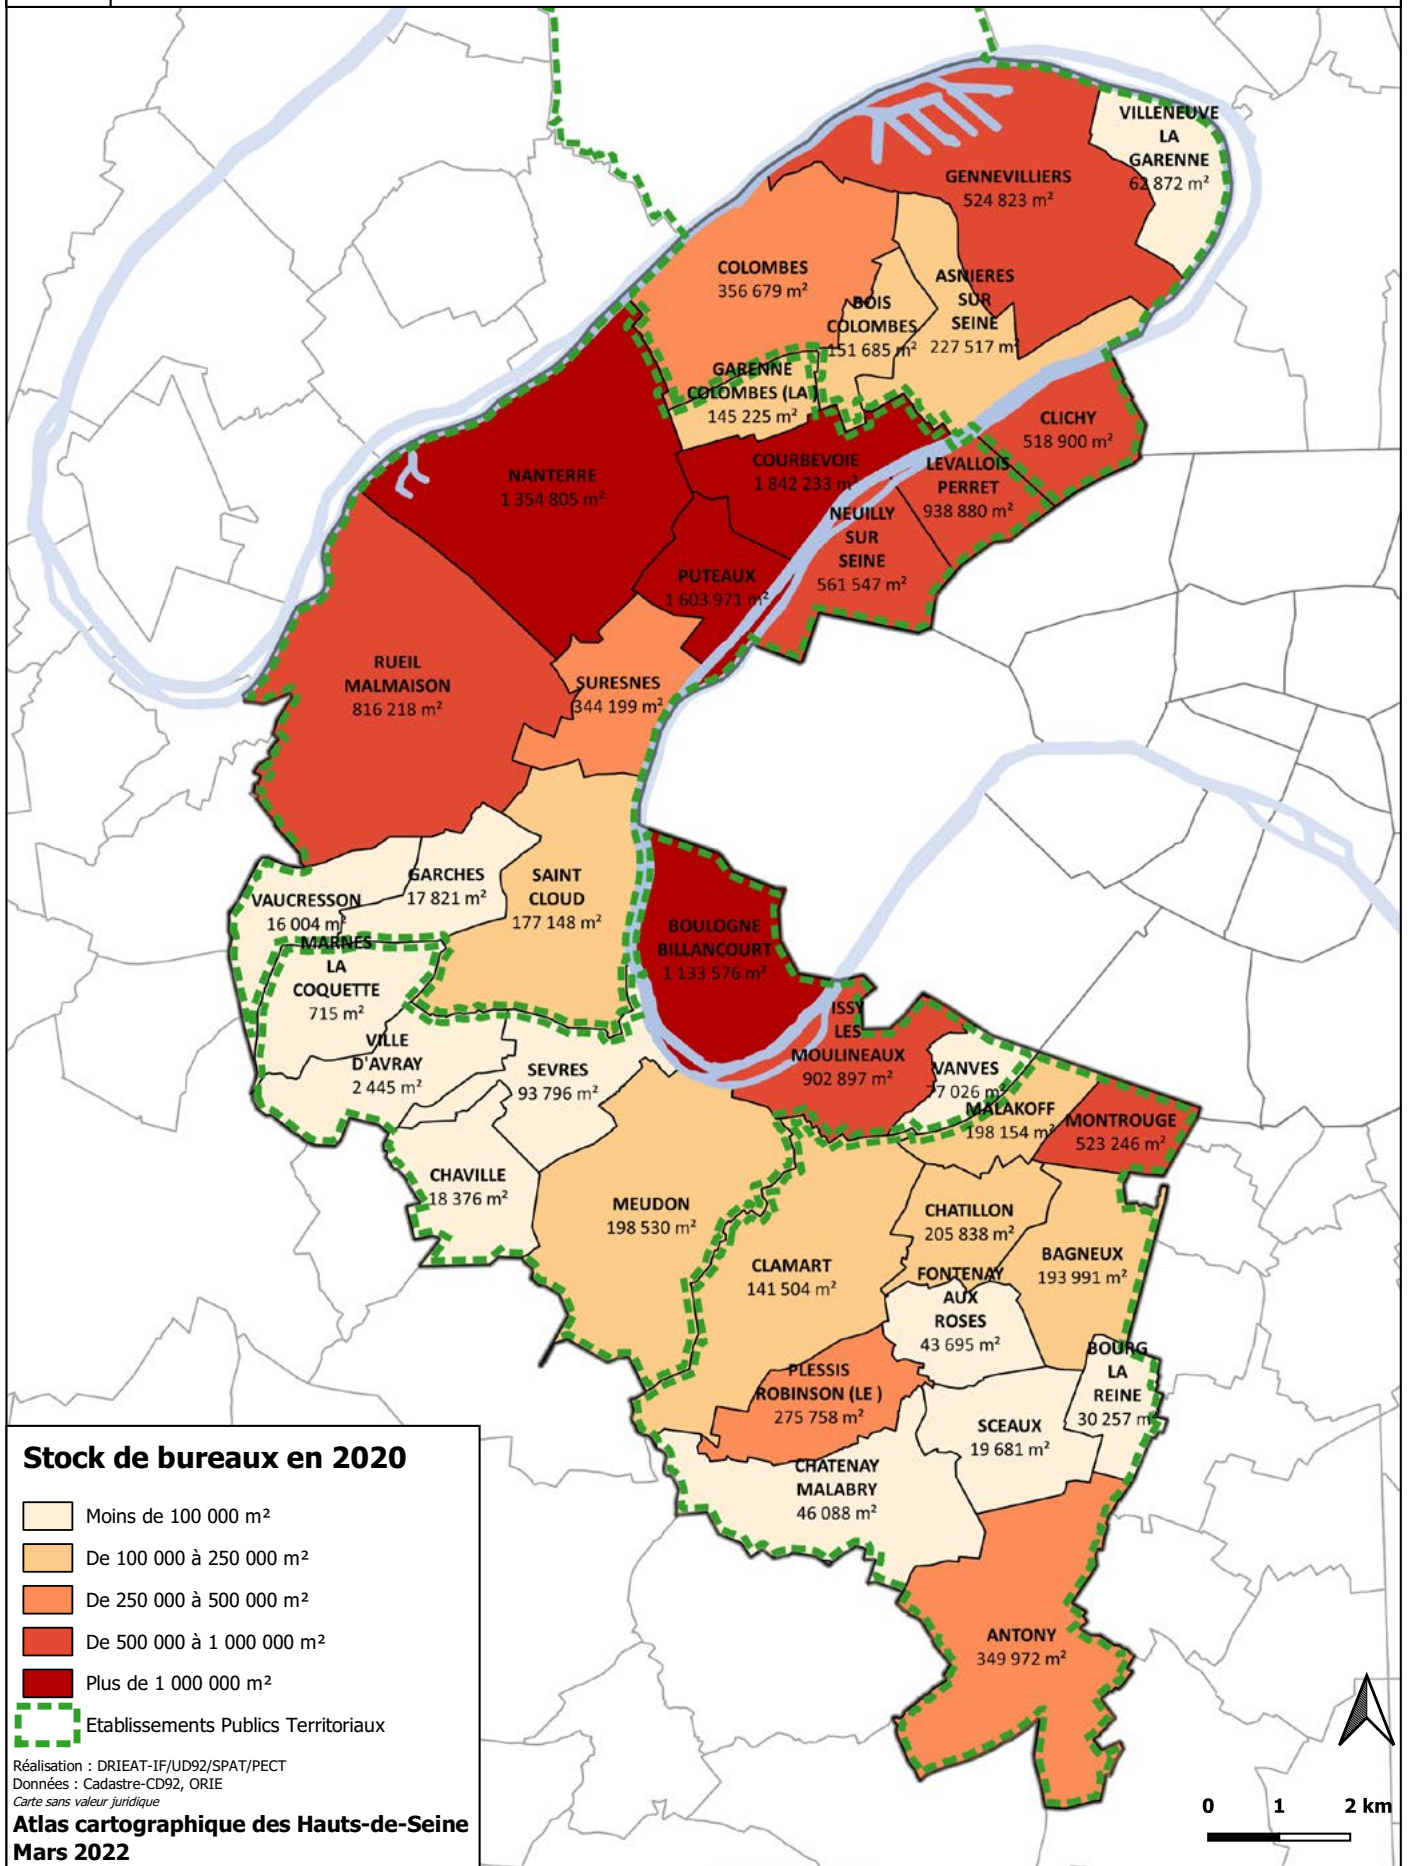 VILLENEUVE
LA
GARENNE
62 872 m²
GENNEVILLIERS
524 823 m²
COLOMBES
356 679 m²
ASNIERES
SUR
SEINE
227 517 m²
BOIS
COLOMBES
151 685 m²
GARENNE
COLOMBES (LA )
145 225 m²
CLICHY
518 900 m²
COURBEVOIE
1 842 233 m²
LEVALLOIS
PERRET
938 880 m²
NANTERRE
1 354 805 m²
NEUILLY
SUR
SEINE
561 547 m²
PUTEAUX
1 603 971 m²
RUEIL
MALMAISON
816 218 m²
SURESNES
344 199 m²
GARCHES
17 821 m²
SAINT
CLOUD
177 148 m²
VAUCRESSON
16 004 m²
BOULOGNE
BILLANCOURT
1 133 576 m²
MARNES
LA
COQUETTE
715 m²
ISSY
LES
MOULINEAUX
902 897 m²
VILLE
D'AVRAY
2 445 m²
SEVRES
93 796 m²
VANVES
77 026 m²
MALAKOFF
198 154 m²
MONTROUGE
523 246 m²
CHAVILLE
18 376 m²
MEUDON
198 530 m²
CHATILLON
205 838 m²
CLAMART
141 504 m²
BAGNEUX
193 991 m²
FONTENAY
AUX
ROSES
43 695 m²
BOURG
LA
REINE
30 257 m
PLESSIS
ROBINSON (LE )
275 758 m²
SCEAUX
19 681 m²
CHATENAY
MALABRY
46 088 m²
ANTONY
349 972 m²
Stock de bureaux en 2020
Moins de 100 000 m²
De 100 000 à 250 000 m²
De 250 000 à 500 000 m²
De 500 000 à 1 000 000 m²
Plus de 1 000 000 m²
Etablissements Publics Territoriaux
Réalisation : DRIEAT-IF/UD92/SPAT/PECT
Données : Cadastre-CD92, ORIE
Carte sans valeur juridique
Atlas cartographique des Hauts-de-Seine
Mars 2022
0 1 2 km